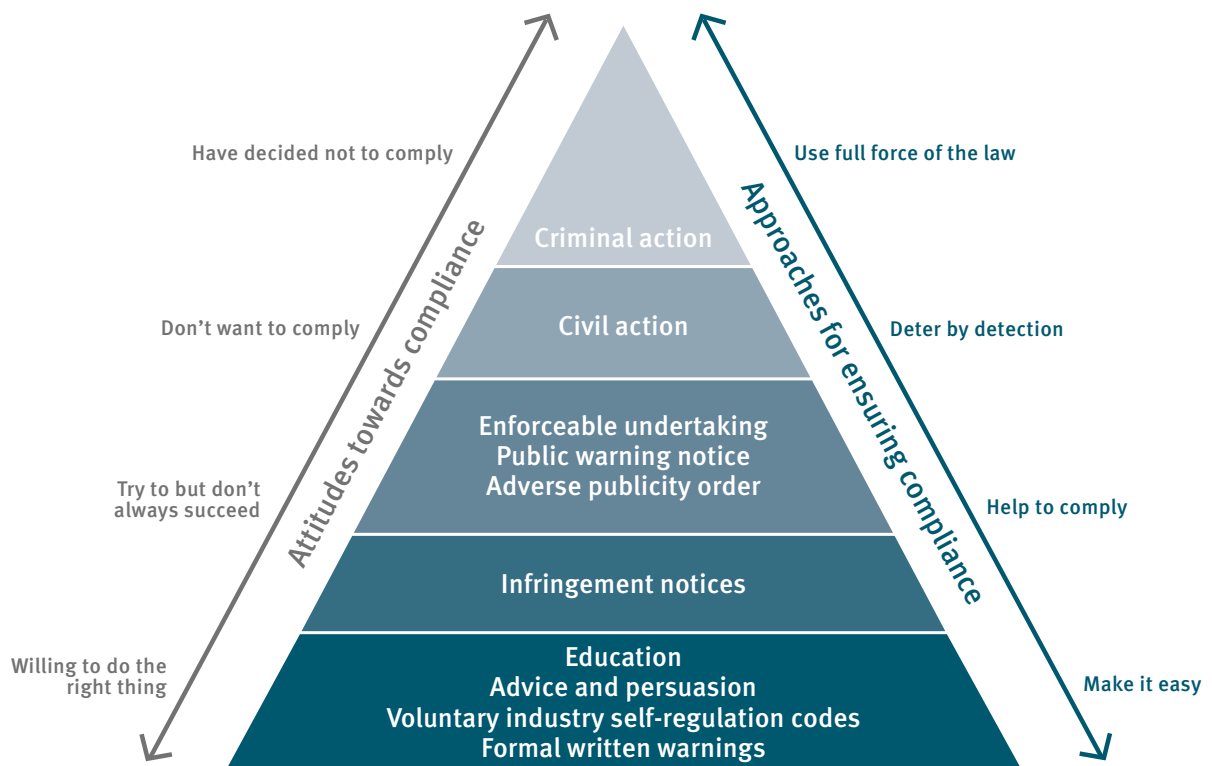 Have decided not to comply
Use full force of the law
Attitudes towards compliance
Approaches for ensuring compliance
Criminal action
Don’t want to comply
Civil action
Deter by detection
Enforceable undertaking
Public warning notice
Adverse publicity order
Try to but don’t
always succeed
Help to comply
Infringement notices
Willing to do the
right thing
Education
Advice and persuasion
Voluntary industry self-regulation codes
Formal written warnings
Make it easy